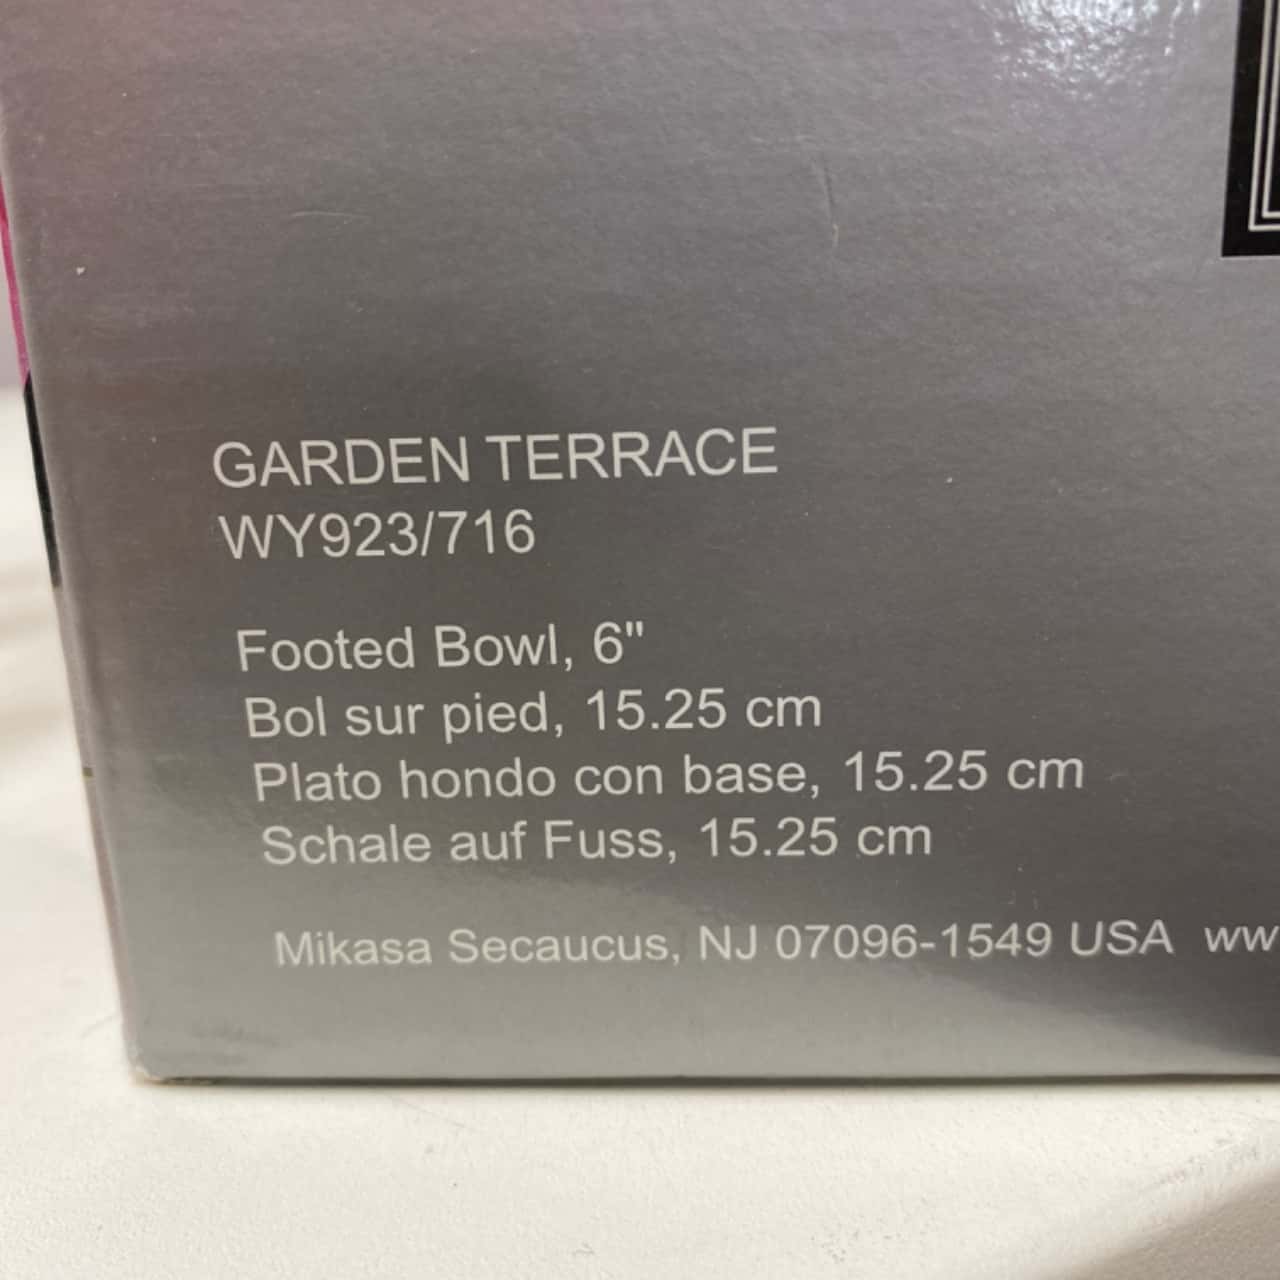 GARDEN TERRACE
WY923/716
Footed Bowl, 6"
Bol sur pied, 15.25 cm
Plato hondo con base, 15.25 cm
Schale auf Fuss, 15.25 cm
Mikasa Secaucus, NJ 07096-1549 USA